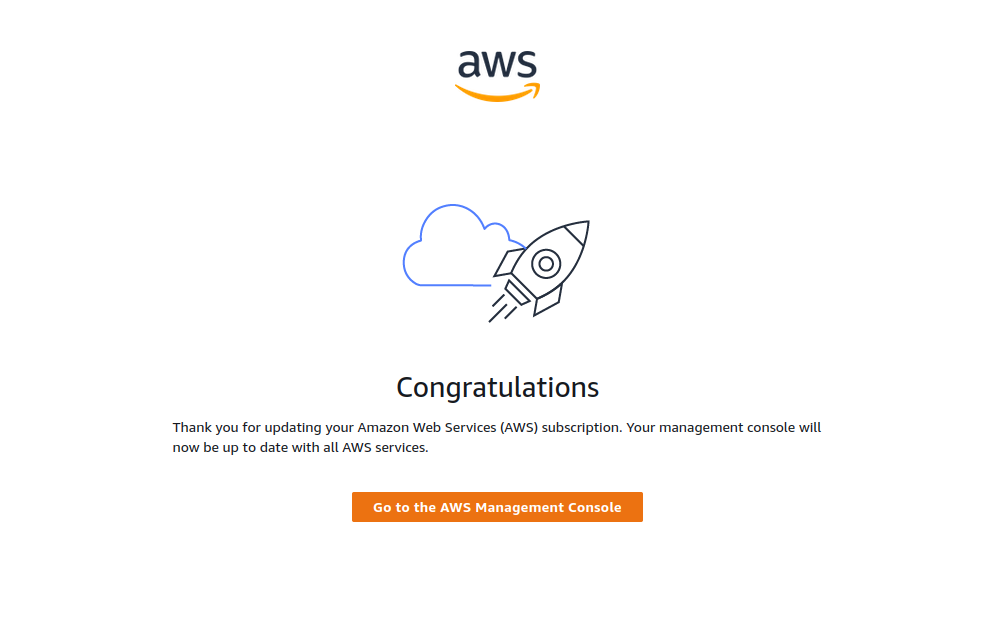 aws
Congratulations
Thank you for updating your Amazon Web Services (AWS) subscription. Your management console will
now be up to date with all AWS services.
Go to the AWS Management Console